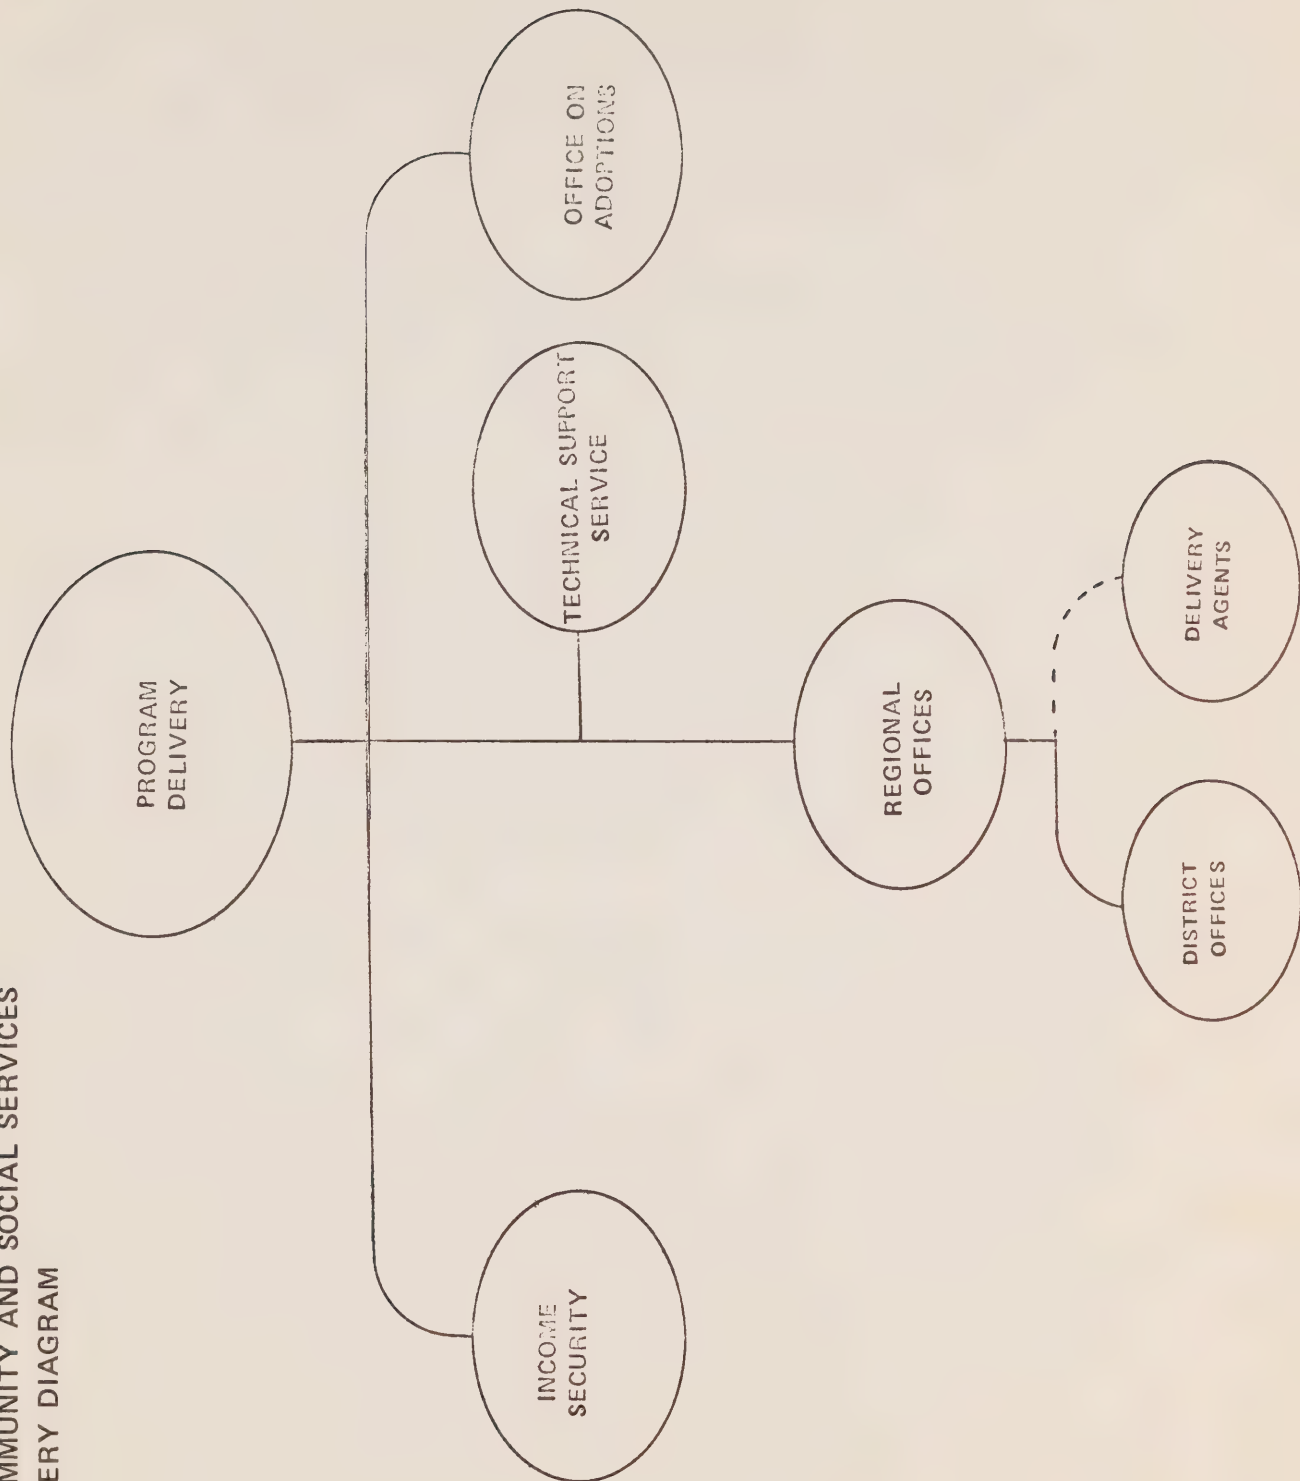 MMUNITY AND SOCIAL SERVICES
ERY DIAGRAM
PROGRAM
DELIVERY
INCOME
SECURITY
TECHNICAL SUPPORT
SERVICE
OFFICE ON
ADOPTIONS
REGIONAL
OFFICES
DISTRICT
OFFICES
DELIVERY
AGENTS